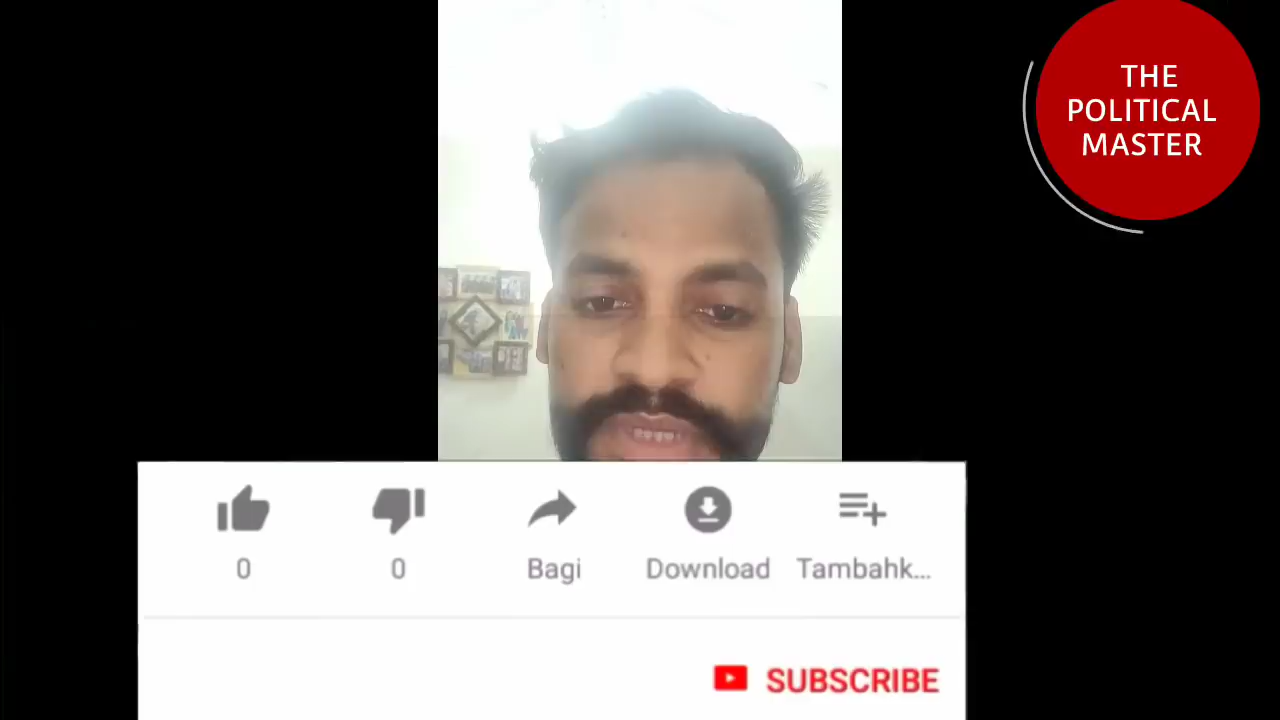 THE
POLITICAL
MASTER
0 0 Bagi Download Tambahk...
SUBSCRIBE